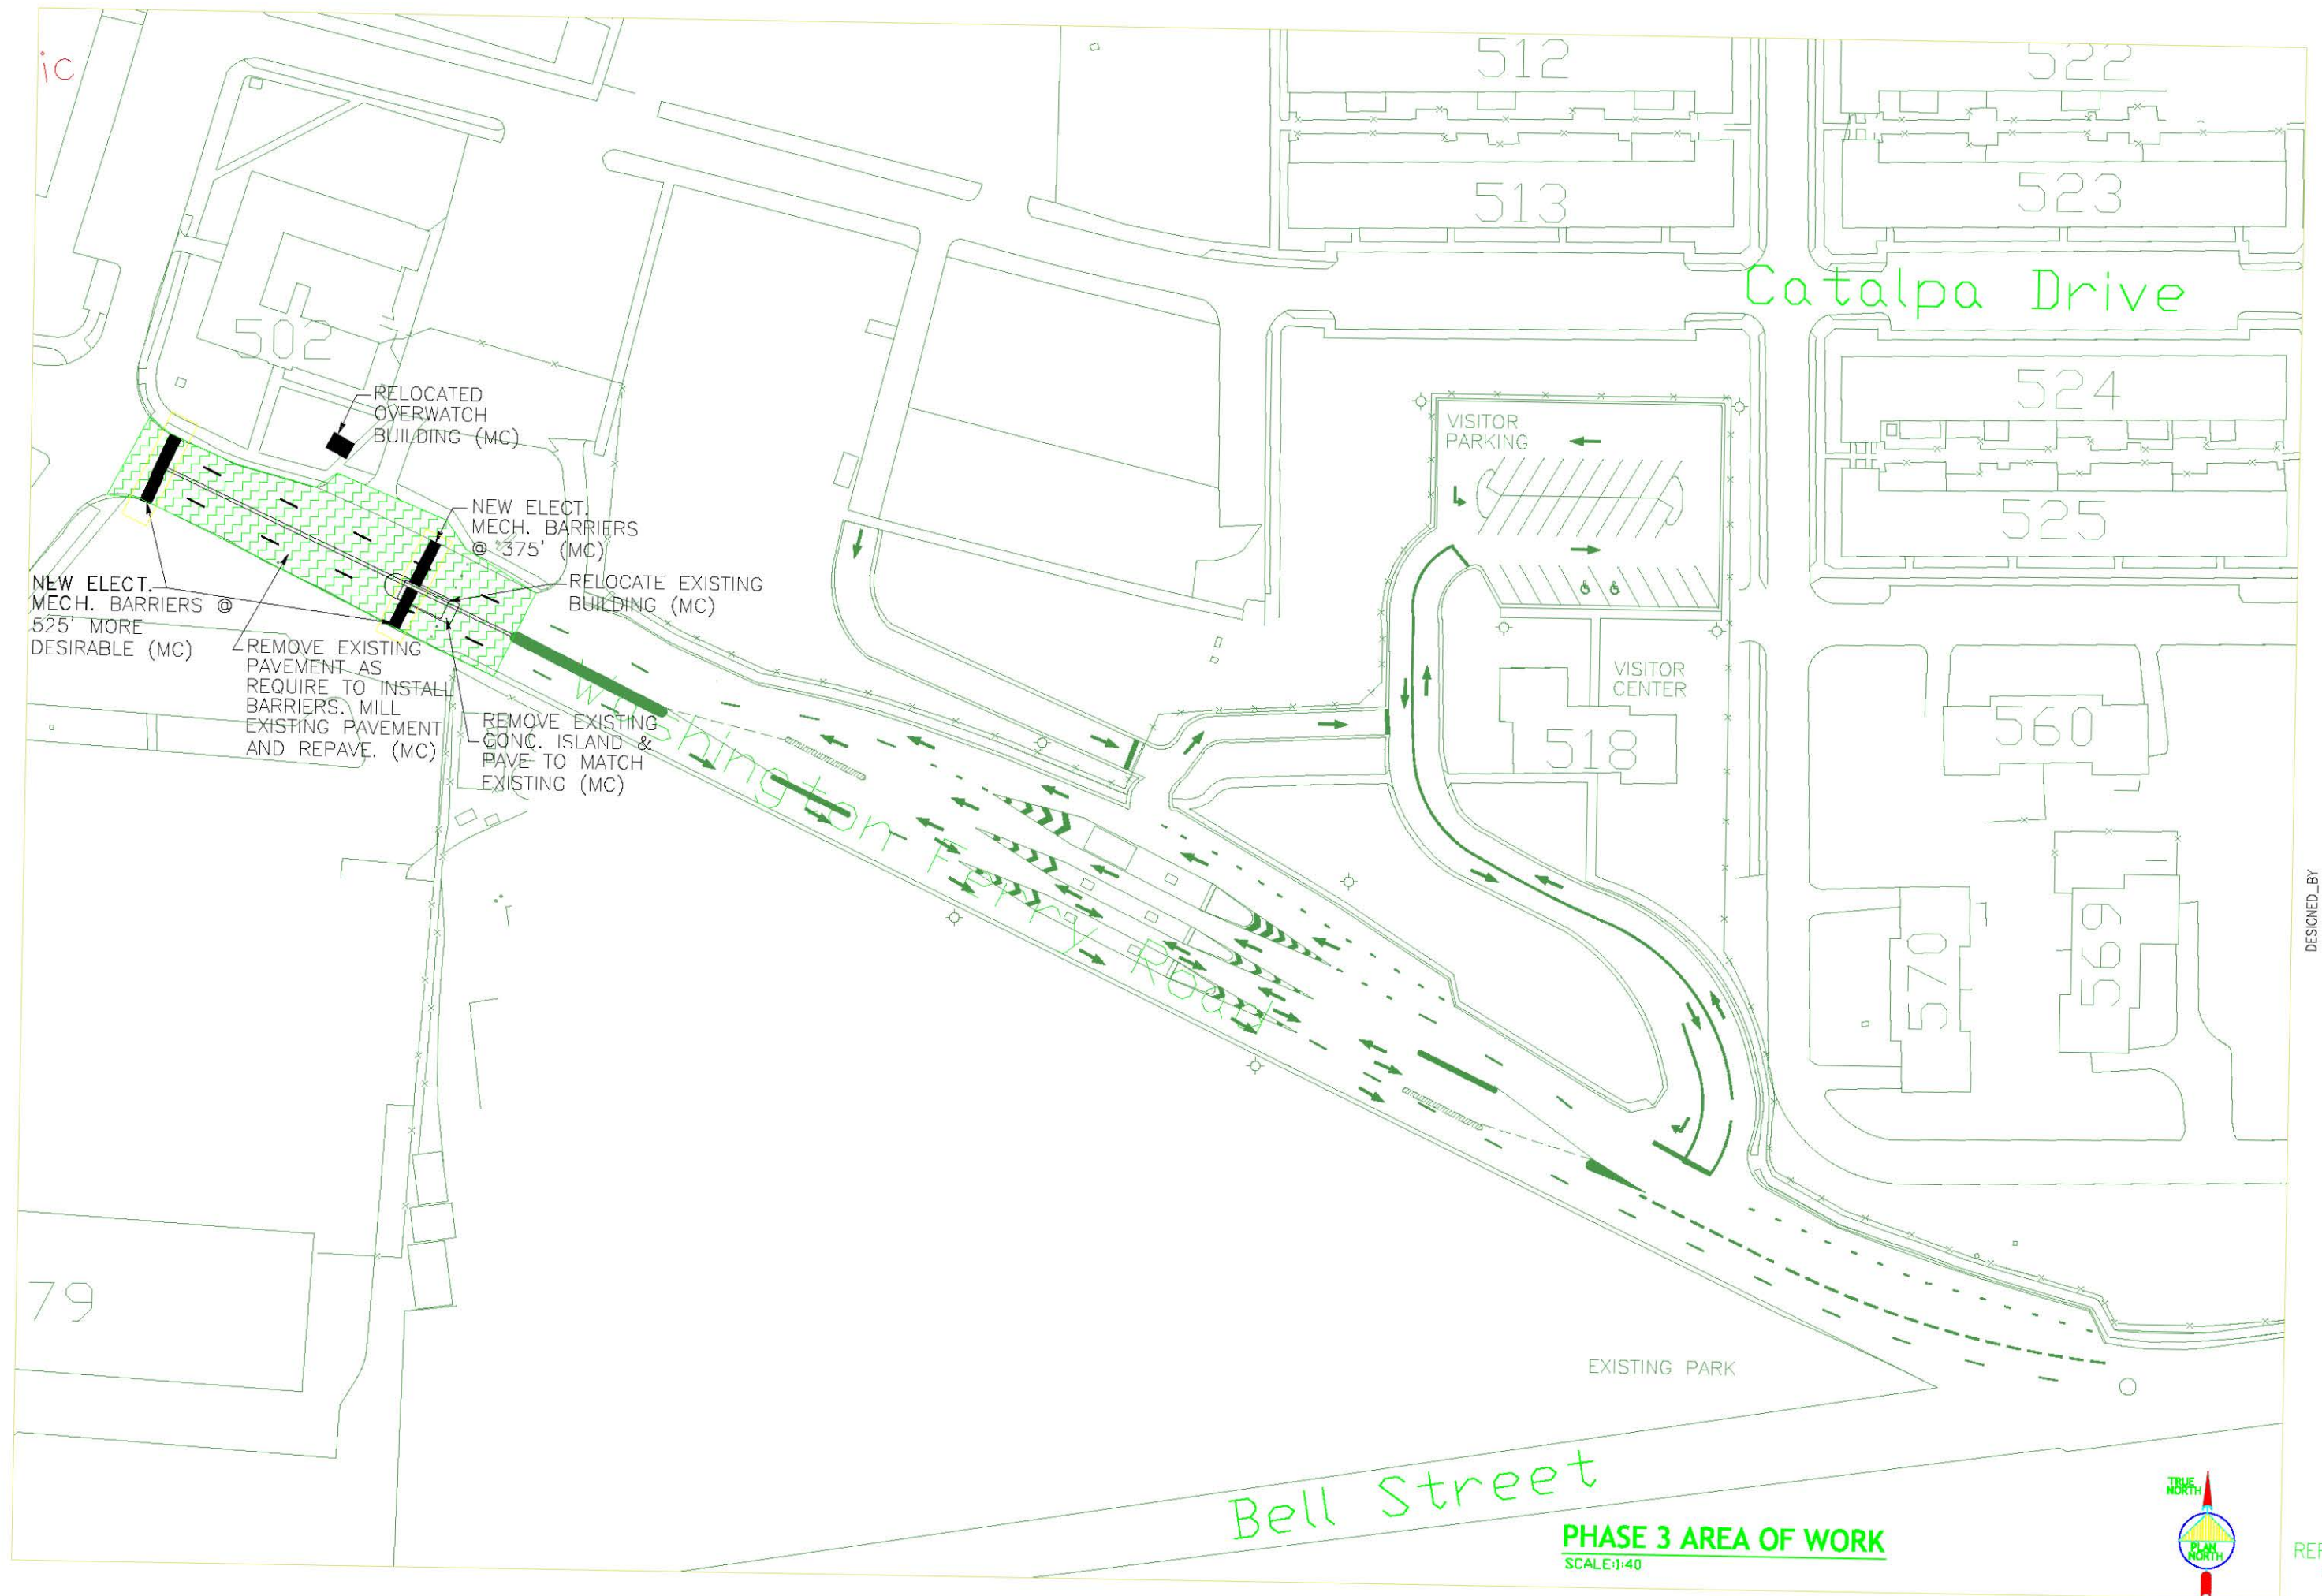 ic
512
522
513
523
Catalpa Drive
502
524
RELOCATED
OVERWATCH
BUILDING (MC)
VISITOR
PARKING
NEW ELECT.
MECH. BARRIERS
@ 375' (MC)
525
NEW ELECT.
MECH. BARRIERS @
525' MORE
DESIRABLE (MC)
RELOCATE EXISTING
BUILDING (MC)
REMOVE EXISTING
PAVEMENT AS
REQUIRE TO INSTALL
BARRIERS. MILL
EXISTING PAVEMENT
AND REPAVE. (MC)
REMOVE EXISTING
CONC. ISLAND &
PAVE TO MATCH
EXISTING (MC)
Washington Ferry Road
VISITOR
CENTER
518
560
570
569
DESIGNED_BY
79
EXISTING PARK
Bell Street
PHASE 3 AREA OF WORK
SCALE:1:40
TRUE
NORTH
PLAN
NORTH
REF